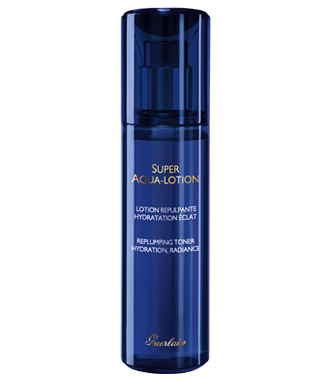 SUPER
AQUA-LOTION
LOTION REPULPANTE
HYDRATATION ÉCLAT
REPLUMPING TONER
HYDRATION, RADIANCE
Guerlain